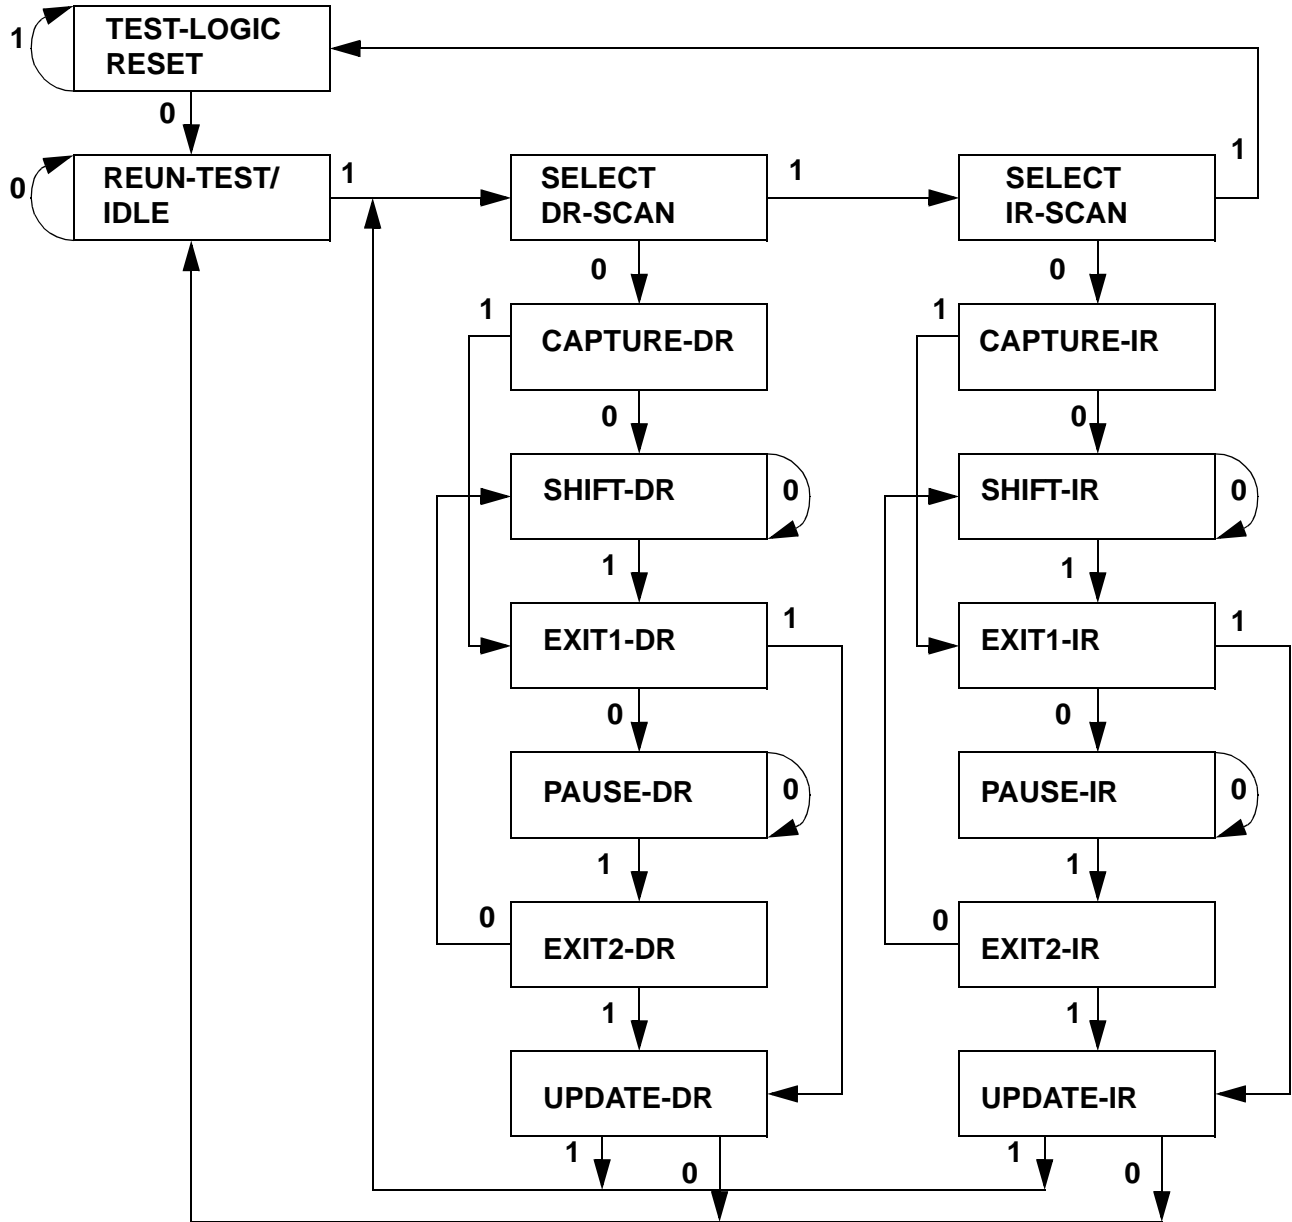 TEST-LOGIC
RESET
1
0
REUN-TEST/
IDLE
0
1
SELECT
DR-SCAN
1
SELECT
IR-SCAN
1
0
0
1
CAPTURE-DR
1
CAPTURE-IR
0
0
SHIFT-DR
0
SHIFT-IR
0
1
1
EXIT1-DR
1
EXIT1-IR
1
0
0
PAUSE-DR
0
PAUSE-IR
0
1
1
0
EXIT2-DR
0
EXIT2-IR
1
1
UPDATE-DR
UPDATE-IR
1
0
1
0